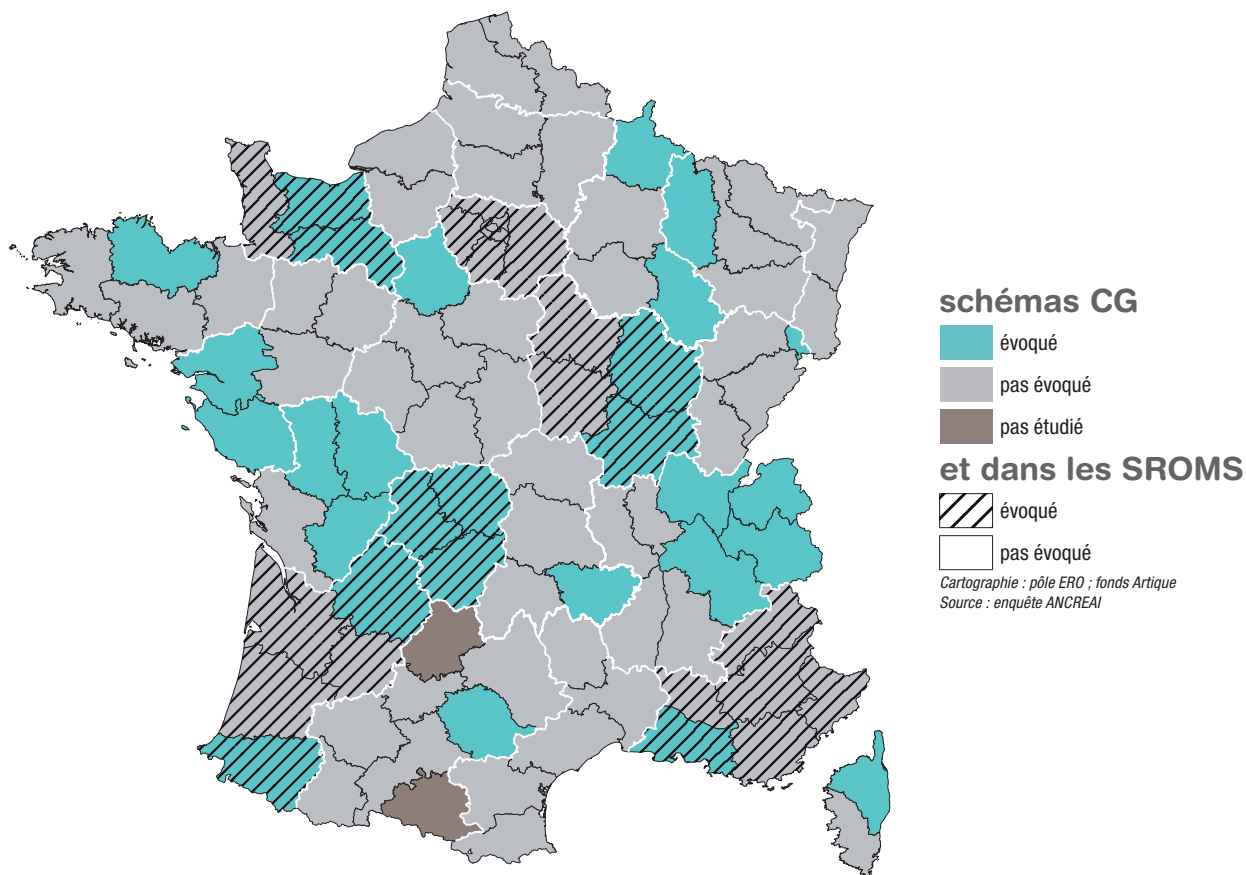 schémas CG
évoqué
pas évoqué
pas étudié
et dans les SROMS
évoqué
pas évoqué
Cartographie : pôle ERO ; fonds Artique
Source : enquête ANCREAI